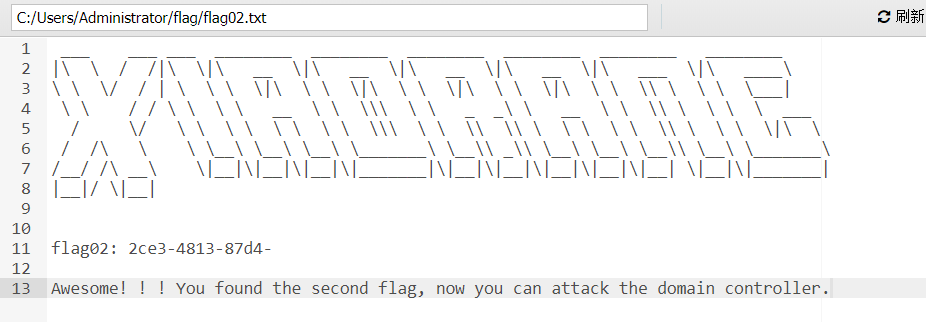 C:/Users/Administrator/flag/flag02.txt
刷新
1
2
3
4
5
6
7
8
XIAORANG
9
10
11 flag02: 2ce3-4813-87d4-
12
13 Awesome! ! ! You found the second flag, now you can attack the domain controller.